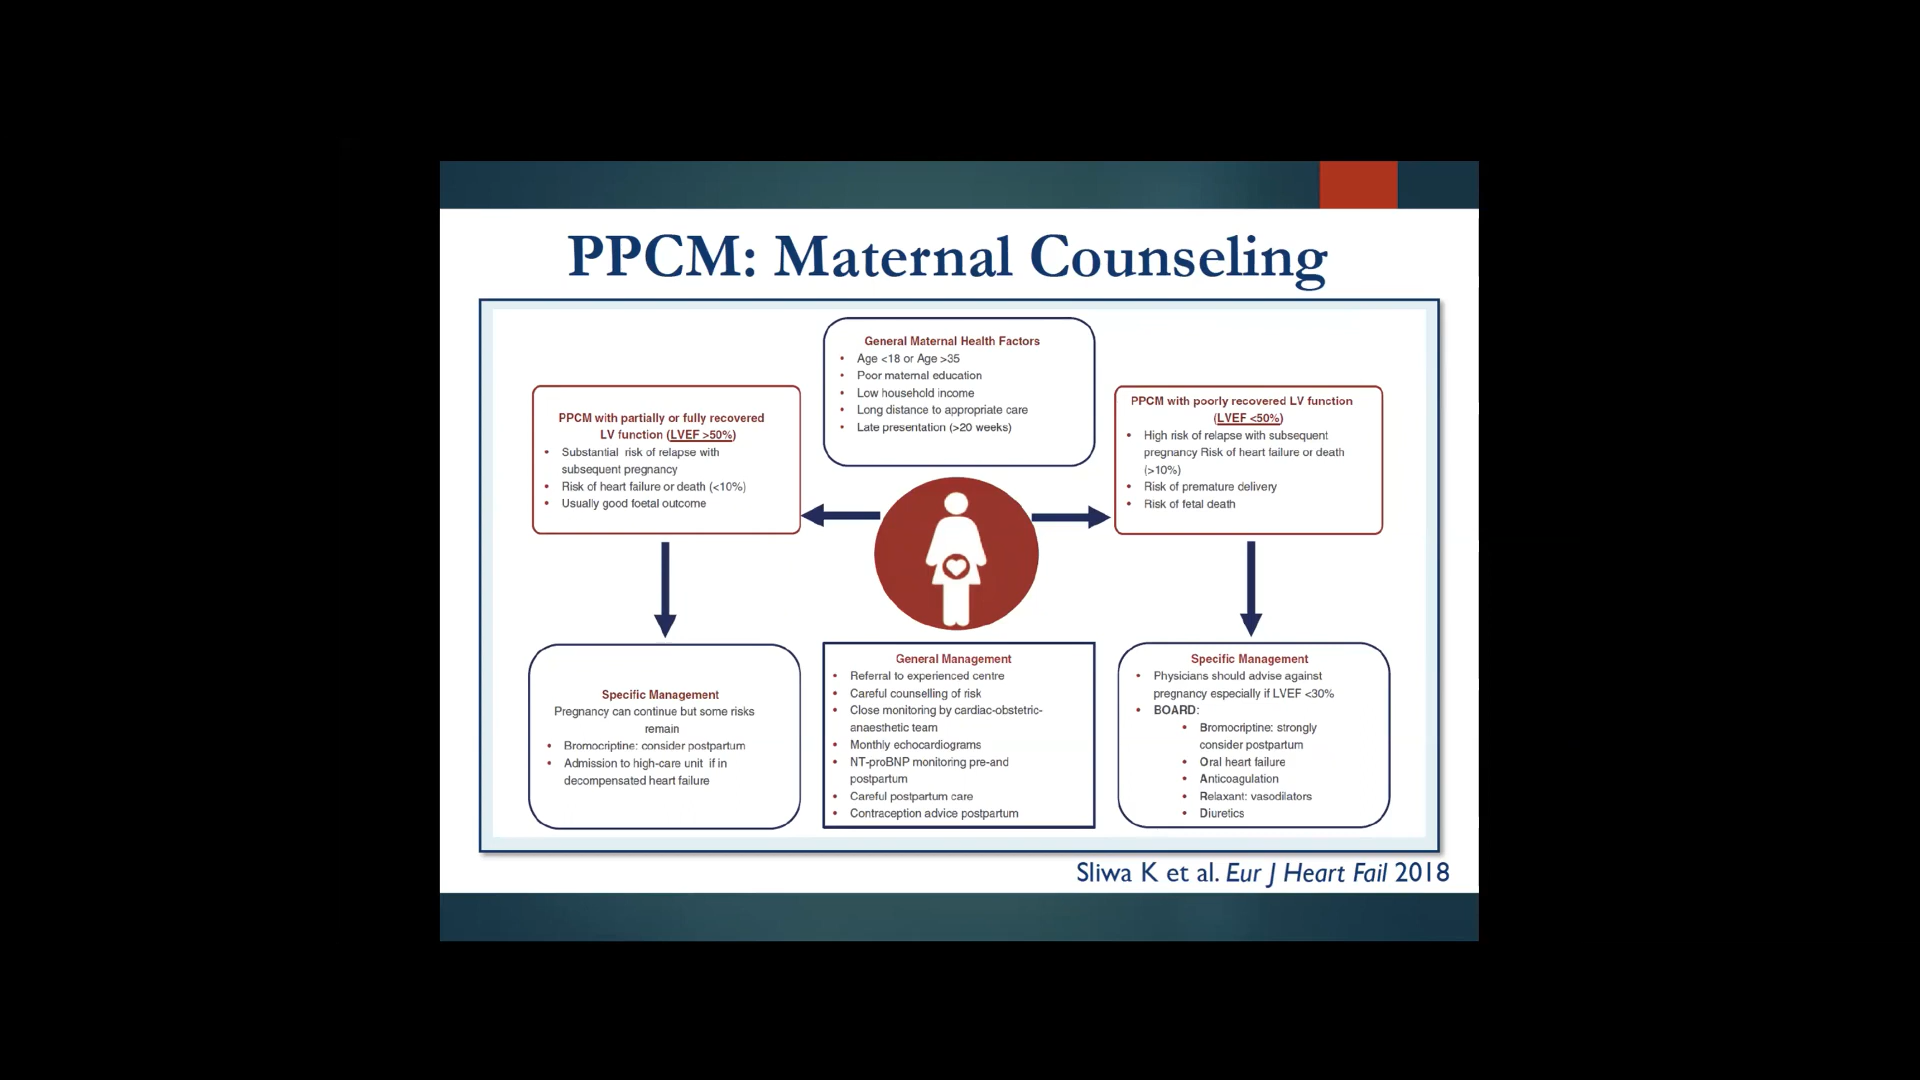 PPCM: Maternal Counseling
General Maternal Health Factors
• Age <18 or Age >35
• Poor maternal education
• Low household income
• Long distance to appropriate care
• Late presentation (>20 weeks)
PPCM with partially or fully recovered
LV function (LVEF >50%)
• Substantial risk of relapse with
subsequent pregnancy
• Risk of heart failure or death (<10%)
• Usually good foetal outcome
PPCM with poorly recovered LV function
(LVEF <50%)
• High risk of relapse with subsequent
pregnancy Risk of heart failure or death
(>10%)
• Risk of premature delivery
• Risk of fetal death
Specific Management
Pregnancy can continue but some risks
remain
• Bromocriptine: consider postpartum
• Admission to high-care unit if in
decompensated heart failure
General Management
• Referral to experienced centre
• Careful counselling of risk
• Close monitoring by cardiac-obstetric-
anaesthetic team
• Monthly echocardiograms
• NT-proBNP monitoring pre-and
postpartum
• Careful postpartum care
• Contraception advice postpartum
Specific Management
• Physicians should advise against
pregnancy especially if LVEF <30%
• BOARD:
• Bromocriptine: strongly
consider postpartum
• Oral heart failure
• Anticoagulation
• Relaxant: vasodilators
• Diuretics
Sliwa K et al. Eur J Heart Fail 2018